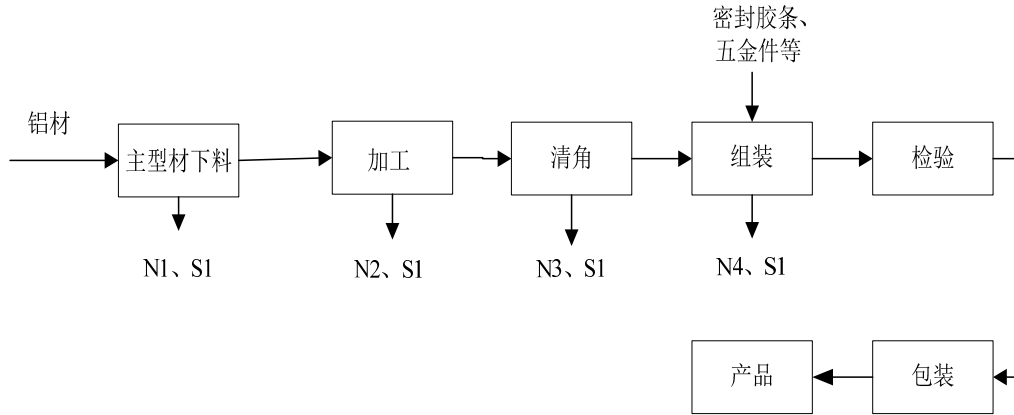 密封胶条、
五金件等
铝材
主型材下料
加工
清角
组装
检验
N1、S1
N2、S1
N3、S1
N4、S1
产品
包装